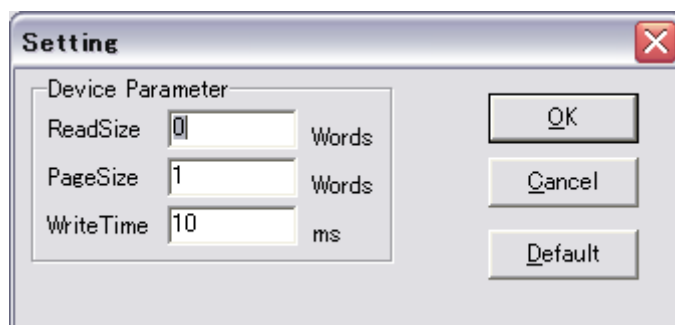 Setting
Device Parameter
ReadSize 0 Words
PageSize 1 Words
WriteTime 10 ms
OK
Cancel
Default